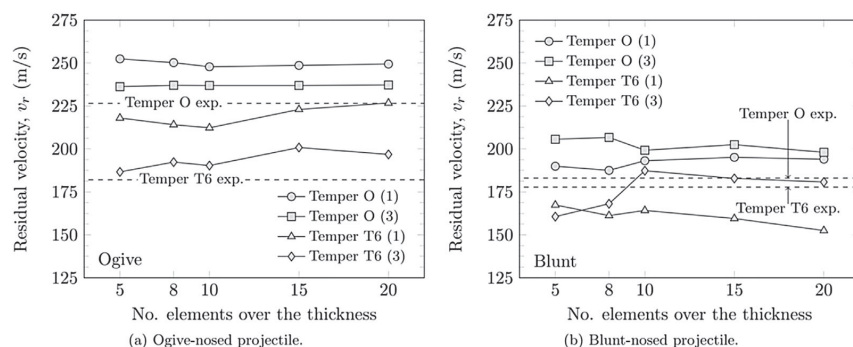 275
250
225
200
175
150
125
Residual velocity, v_r (m/s)
Temper O exp.
Temper T6 exp.
Temper O (1)
Temper O (3)
Temper T6 (1)
Temper T6 (3)
Ogive
5 8 10 15 20
No. elements over the thickness
(a) Ogive-nosed projectile.
275
250
225
200
175
150
125
Residual velocity, v_r (m/s)
Temper O (1)
Temper O (3)
Temper T6 (1)
Temper T6 (3)
Temper O exp.
Temper T6 exp.
Blunt
5 8 10 15 20
No. elements over the thickness
(b) Blunt-nosed projectile.